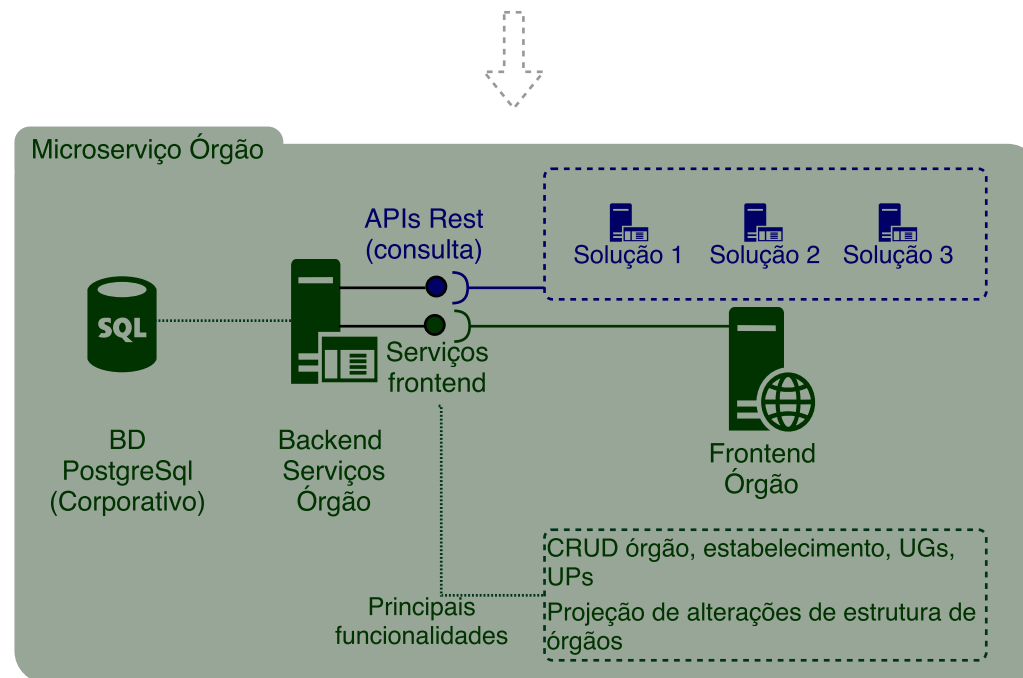 Microserviço Órgão
APIs Rest
(consulta)
Solução 1
Solução 2
Solução 3
SQL
Serviços
frontend
BD
PostgreSql
(Corporativo)
Backend
Serviços
Órgão
Frontend
Órgão
CRUD órgão, estabelecimento, UGs,
UPs
Projeção de alterações de estrutura de
órgãos
Principais
funcionalidades